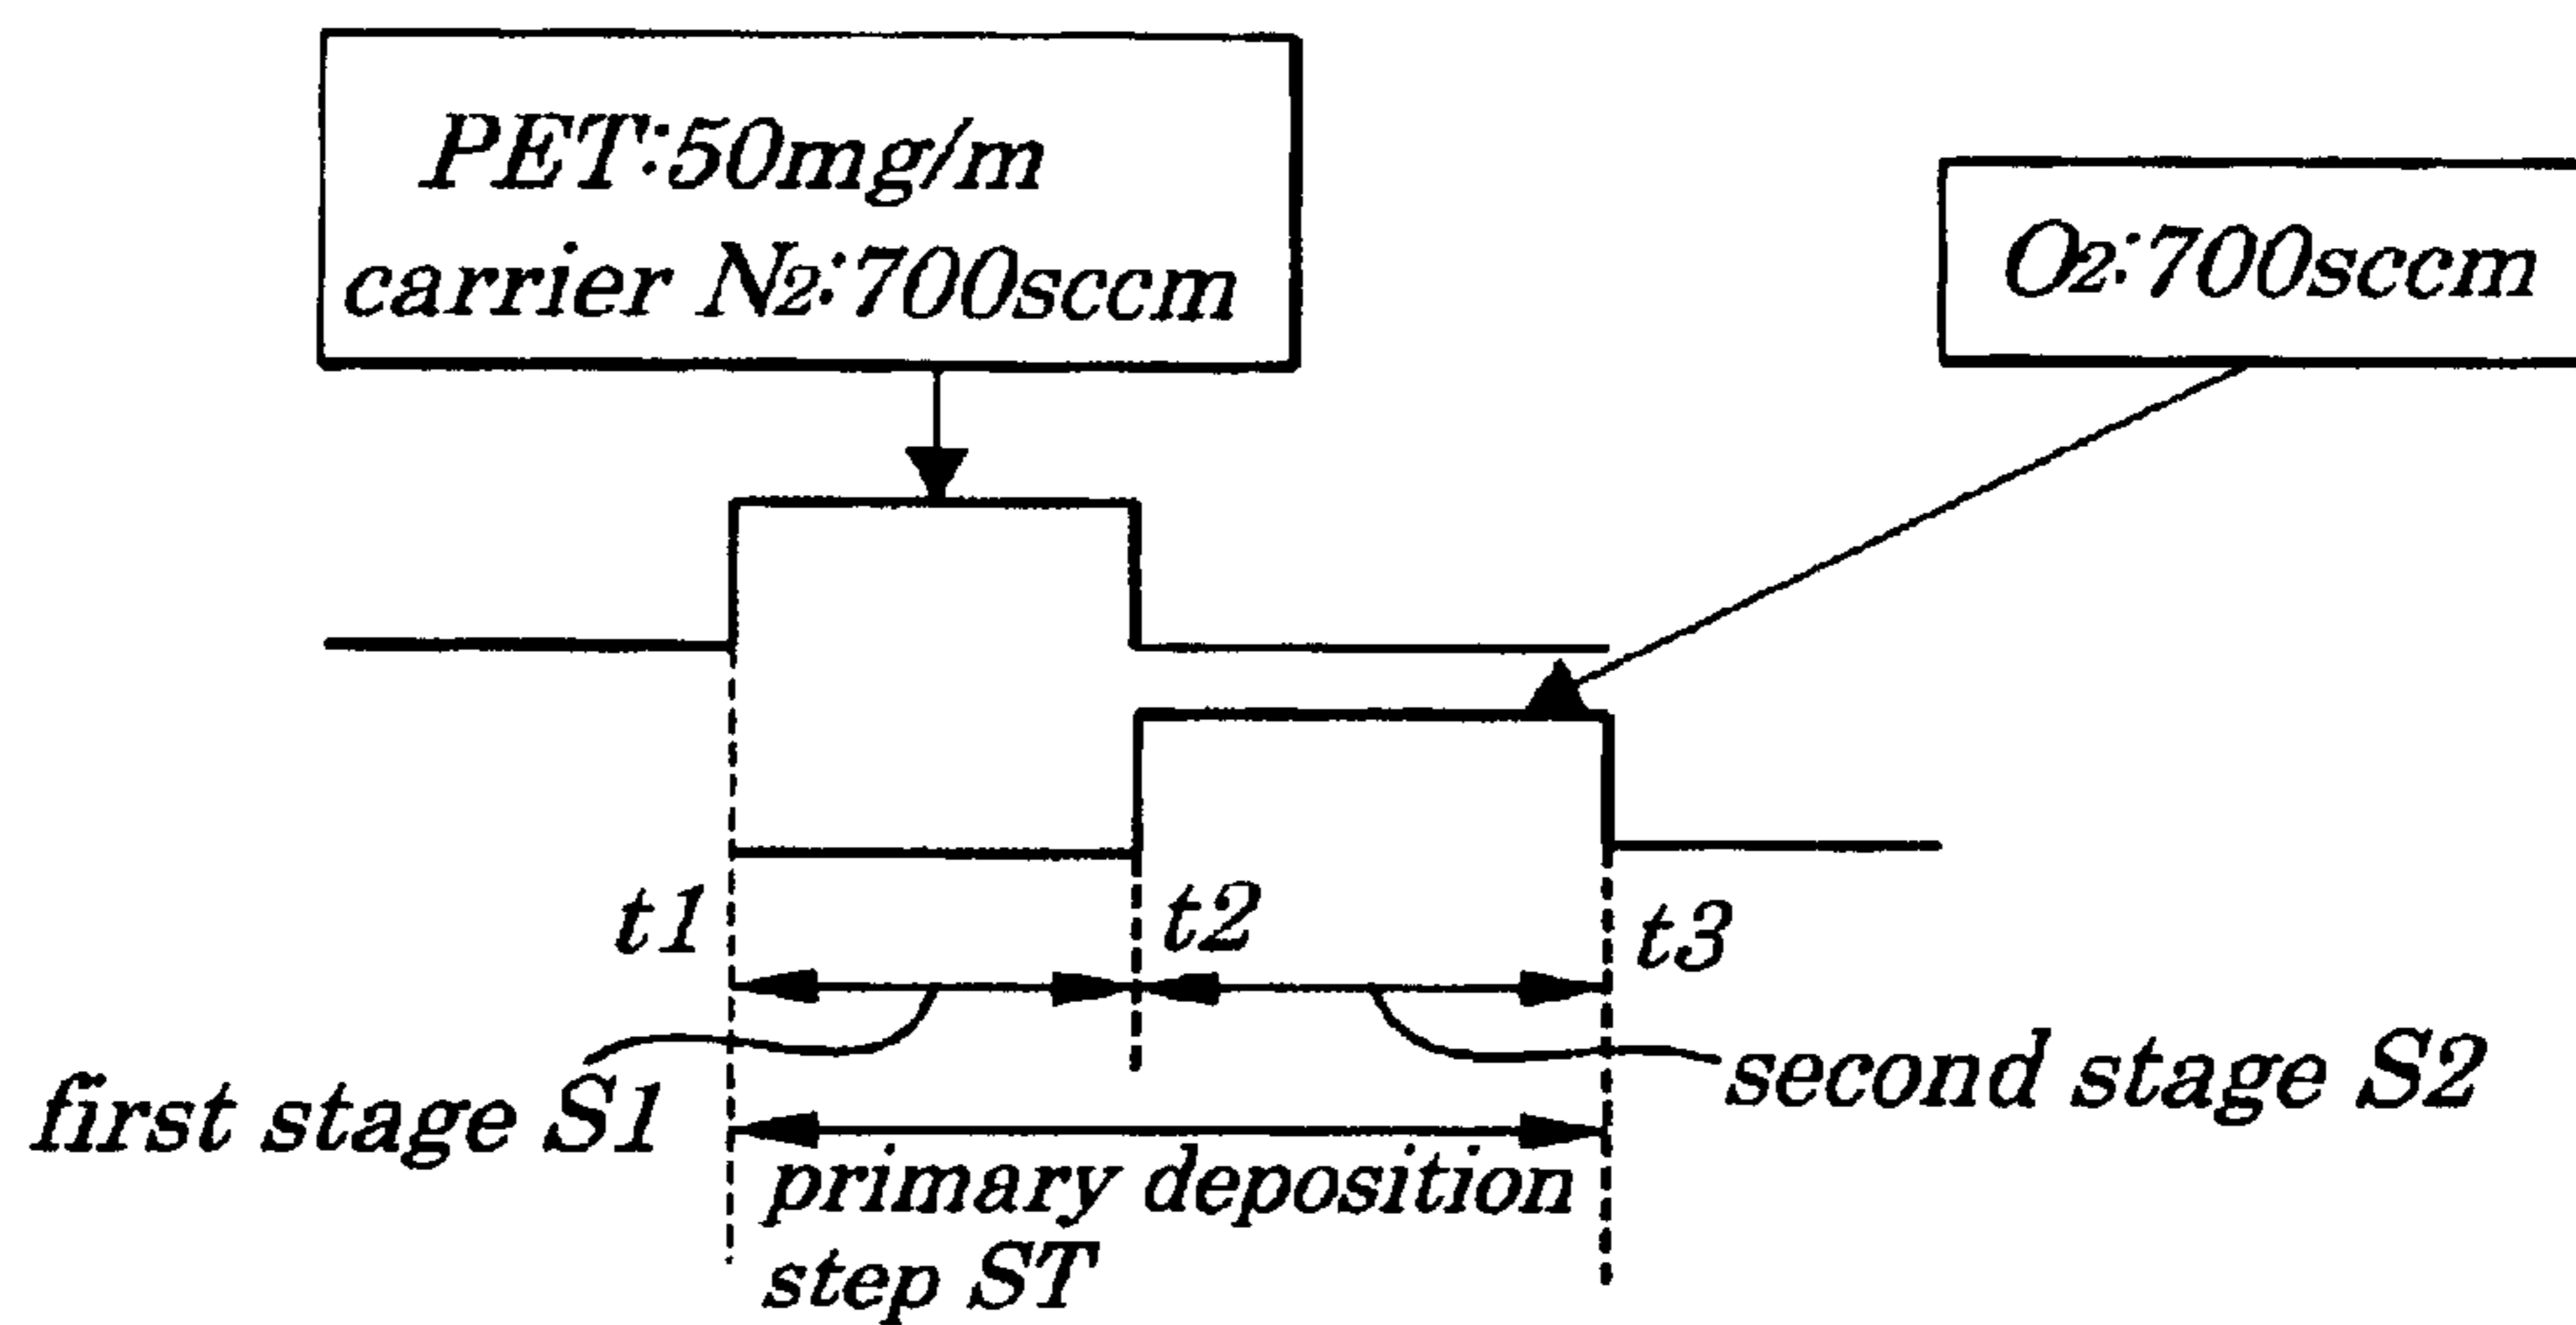 PET:50mg/m
carrier N2:700sccm
O2:700sccm
t1
t2
t3
first stage S1
second stage S2
primary deposition
step ST